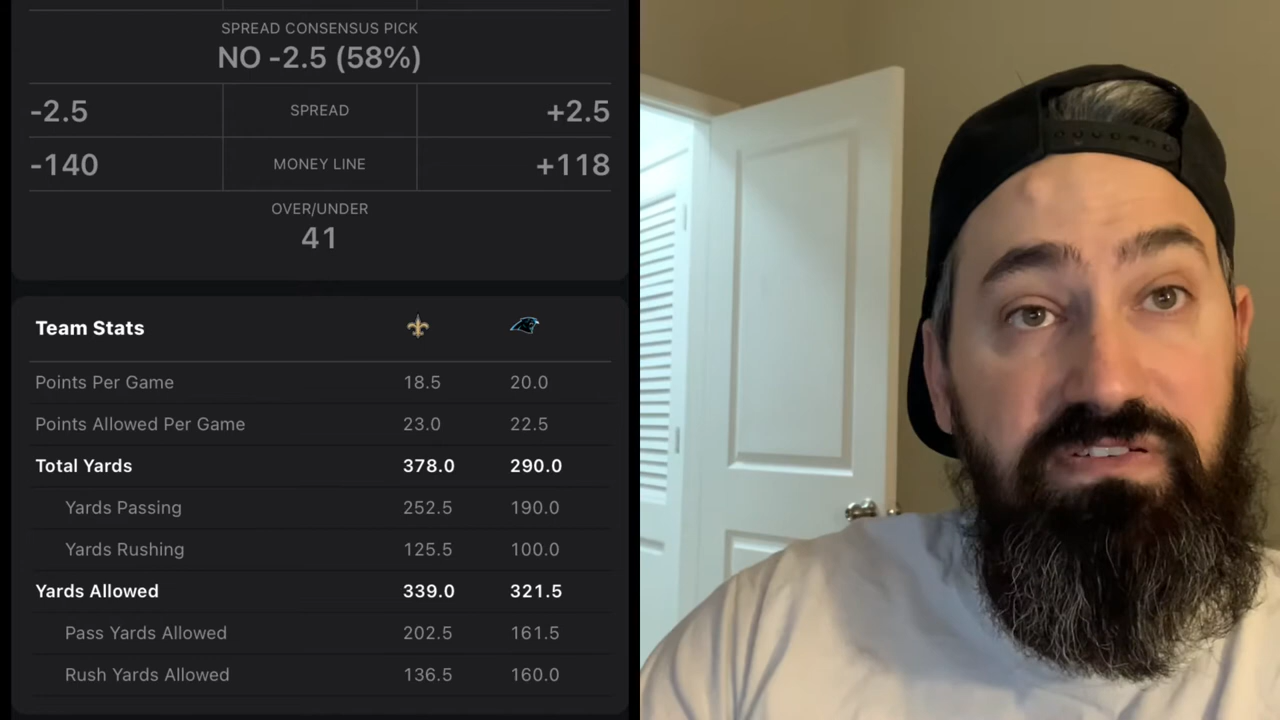 SPREAD CONSENSUS PICK
NO -2.5 (58%)
-2.5 SPREAD +2.5
-140 MONEY LINE +118
OVER/UNDER
41
Team Stats
Points Per Game 18.5 20.0
Points Allowed Per Game 23.0 22.5
Total Yards 378.0 290.0
Yards Passing 252.5 190.0
Yards Rushing 125.5 100.0
Yards Allowed 339.0 321.5
Pass Yards Allowed 202.5 161.5
Rush Yards Allowed 136.5 160.0